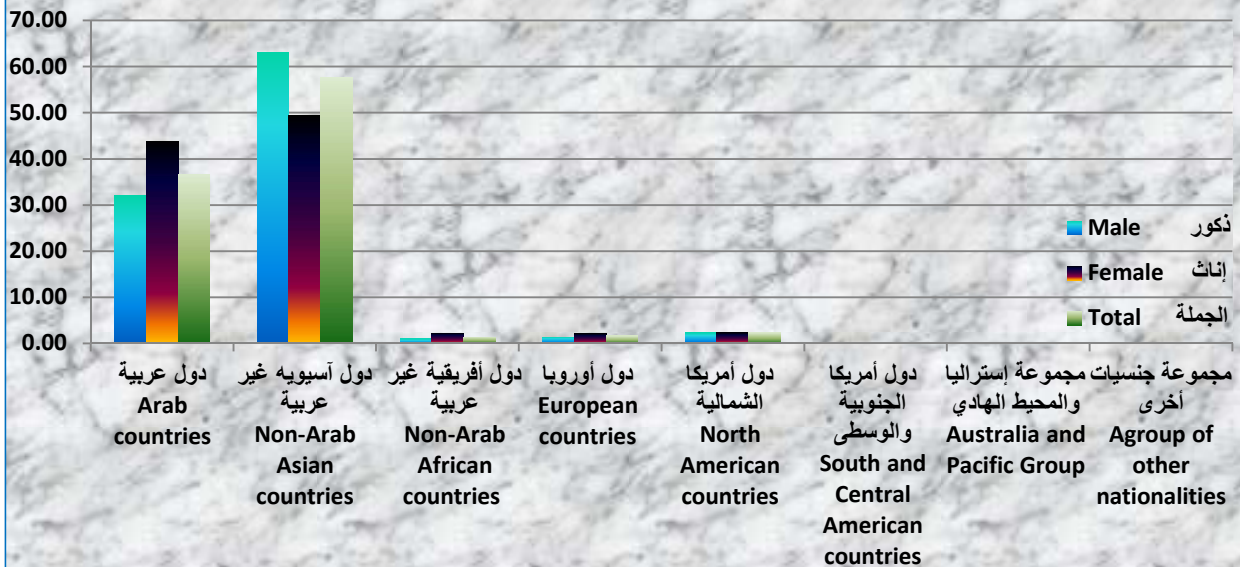 70.00
60.00
50.00
40.00
30.00
20.00
10.00
0.00
Male ذكور
Female إناث
Total الجملة
دول عربية
Arab
countries
دول آسيويه غير
عربية
Non-Arab
Asian
countries
دول أفريقية غير
عربية
Non-Arab
African
countries
دول أوروبا
European
countries
دول أمريكا
الشمالية
North
American
countries
دول أمريكا
الجنوبية
والوسطى
South and
Central
American
countries
مجموعة إستراليا
والمحيط الهادي
Australia and
Pacific Group
مجموعة جنسيات
أخرى
Agroup of
other
nationalities